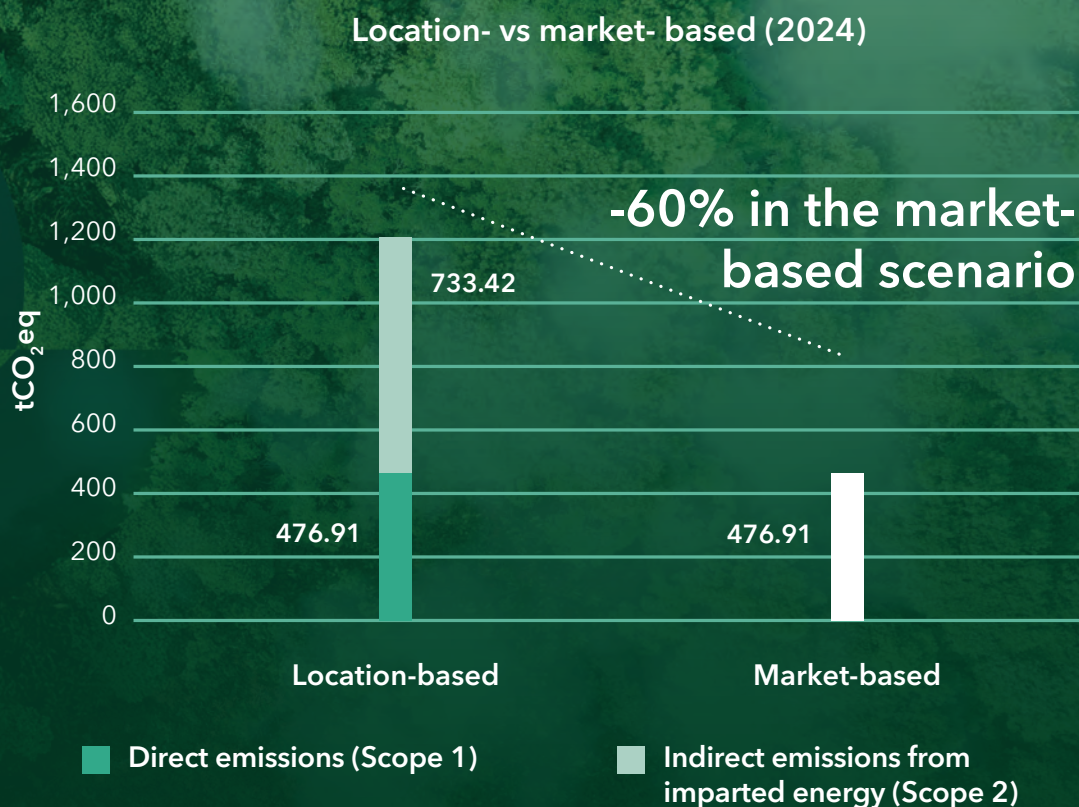 Location- vs market- based (2024)
1,600
1,400
1,200
1,000
800
600
400
200
0
tCO₂eq
-60% in the market-
based scenario
733.42
476.91
476.91
Location-based
Market-based
Direct emissions (Scope 1)
Indirect emissions from
imparted energy (Scope 2)